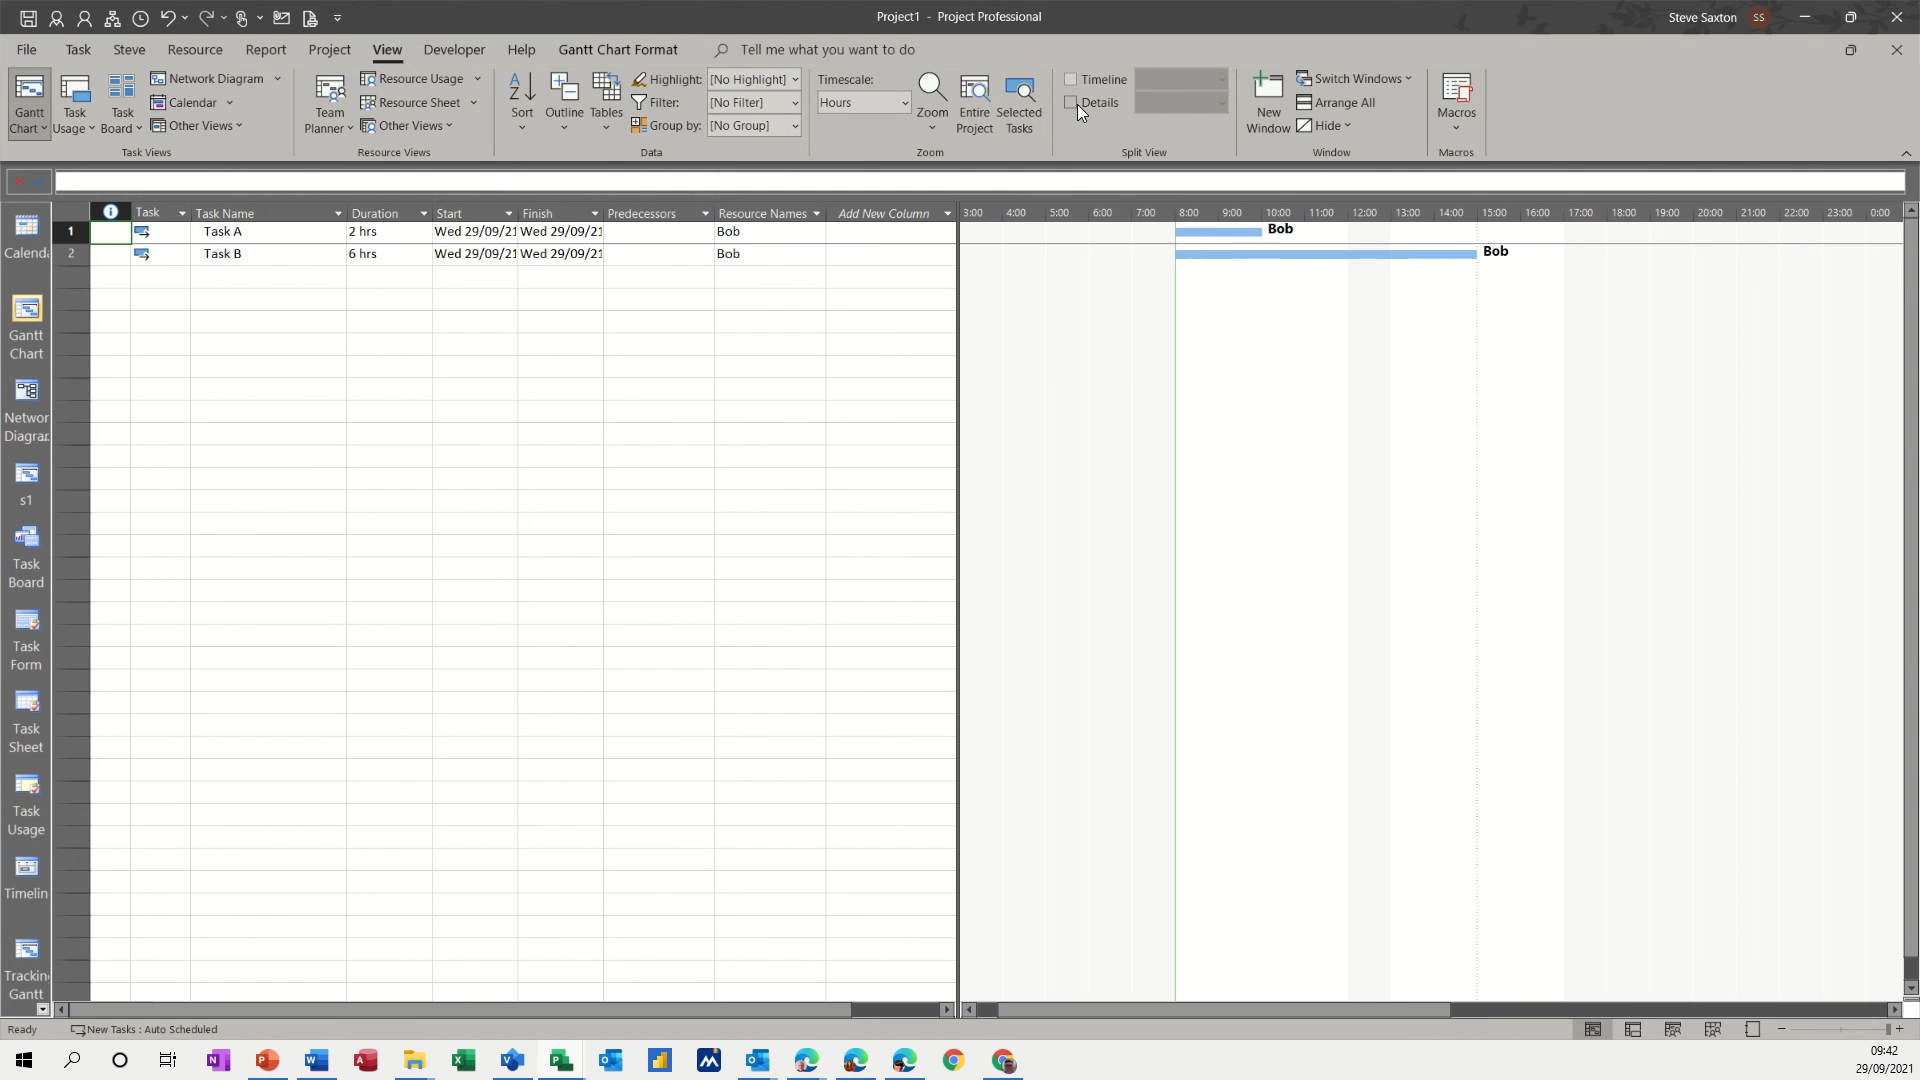 Project1 - Project Professional
Steve Saxton SS
File Task Steve Resource Report Project View Developer Help Gantt Chart Format Tell me what you want to do
Gantt Chart
Task Usage
Task Board
Network Diagram
Calendar
Other Views
Task Views
Team Planner
Resource Usage
Resource Sheet
Other Views
Resource Views
Sort
Outline
Tables
Highlight: [No Highlight]
Filter: [No Filter]
Group by: [No Group]
Data
Timescale:
Hours
Zoom
Entire Project
Selected Tasks
Zoom
Timeline
Details
Split View
New Window
Switch Windows
Arrange All
Hide
Window
Macros
Macros
Task Task Name Duration Start Finish Predecessors Resource Names Add New Column
3:00 4:00 5:00 6:00 7:00 8:00 9:00 10:00 11:00 12:00 13:00 14:00 15:00 16:00 17:00 18:00 19:00 20:00 21:00 22:00 23:00 0:00
1 Task A 2 hrs Wed 29/09/21 Wed 29/09/21 Bob
Bob
2 Task B 6 hrs Wed 29/09/21 Wed 29/09/21 Bob
Bob
Calenda
Gantt
Chart
Networ
Diagrar
s1
Task
Board
Task
Form
Task
Sheet
Task
Usage
Timelin
Trackin
Gantt
Ready New Tasks : Auto Scheduled
09:42
29/09/2021